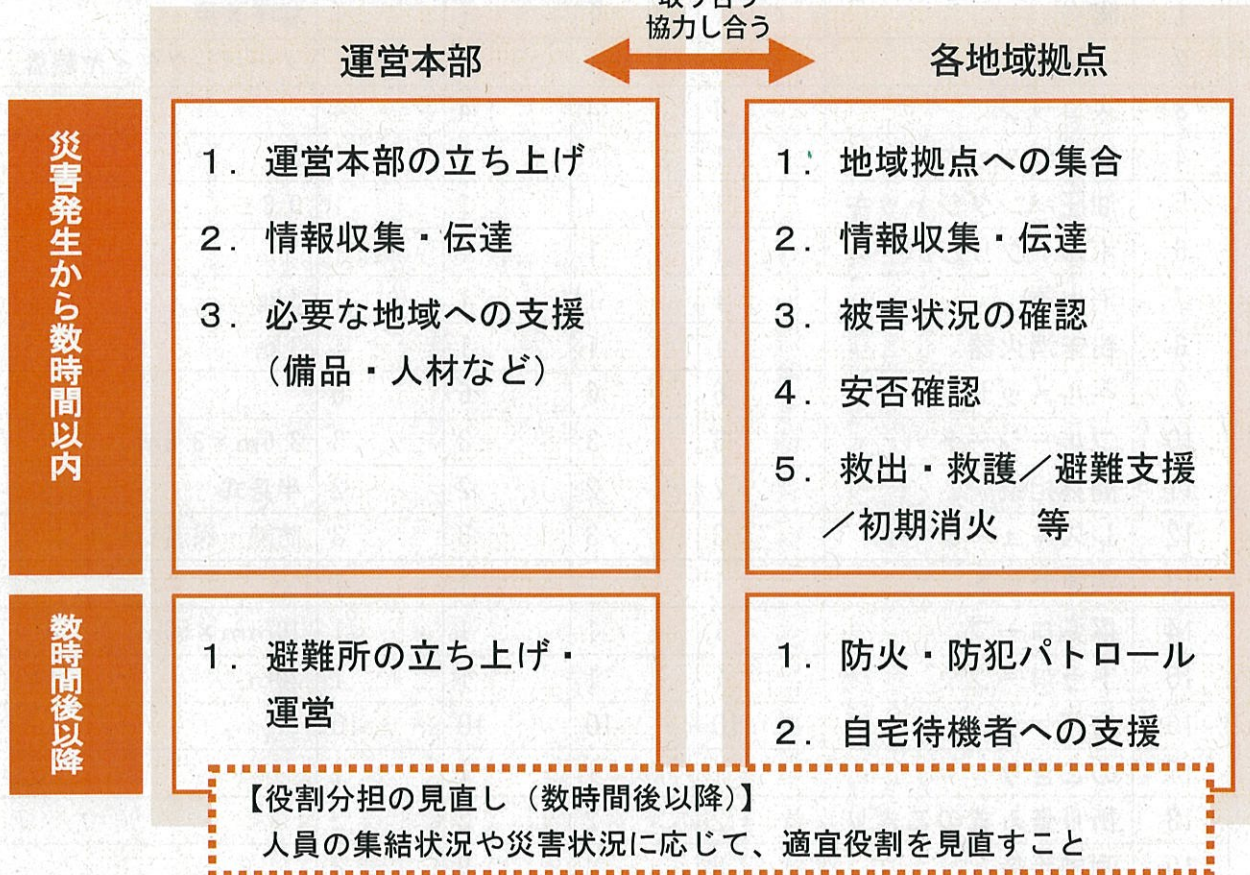 取り合う
協力し合う
運営本部
各地域拠点
災害発生から数時間以内
1. 運営本部の立ち上げ
2. 情報収集・伝達
3. 必要な地域への支援
（備品・人材など）
1. 地域拠点への集合
2. 情報収集・伝達
3. 被害状況の確認
4. 安否確認
5. 救出・救護／避難支援
／初期消火　等
数時間後以降
1. 避難所の立ち上げ・
運営
1. 防火・防犯パトロール
2. 自宅待機者への支援
【役割分担の見直し（数時間後以降）】
人員の集結状況や災害状況に応じて、適宜役割を見直すこと